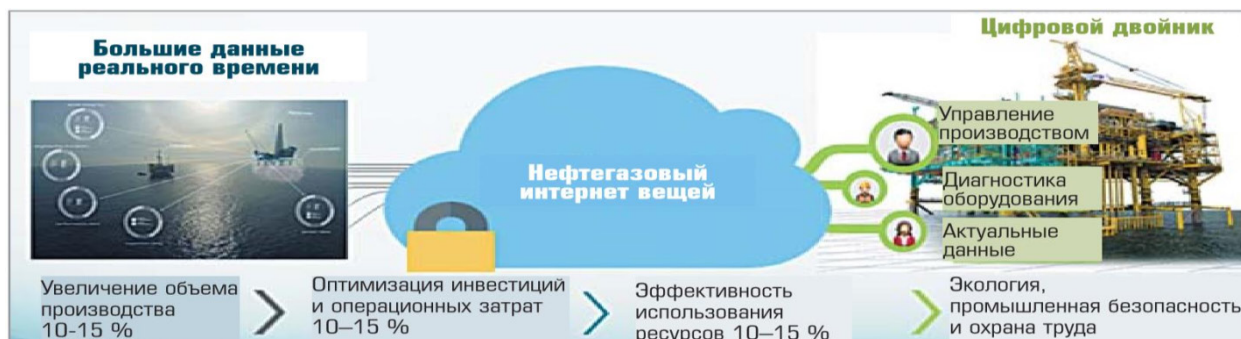 Большие данные
реального времени
Нефтегазовый
интернет вещей
Цифровой двойник
Управление
производством
Диагностика
оборудования
Актуальные
данные
Увеличение объема
производства
10-15 %
Оптимизация инвестиций
и операционных затрат
10–15 %
Эффективность
использования
ресурсов 10–15 %
Экология,
промышленная безопасность
и охрана труда